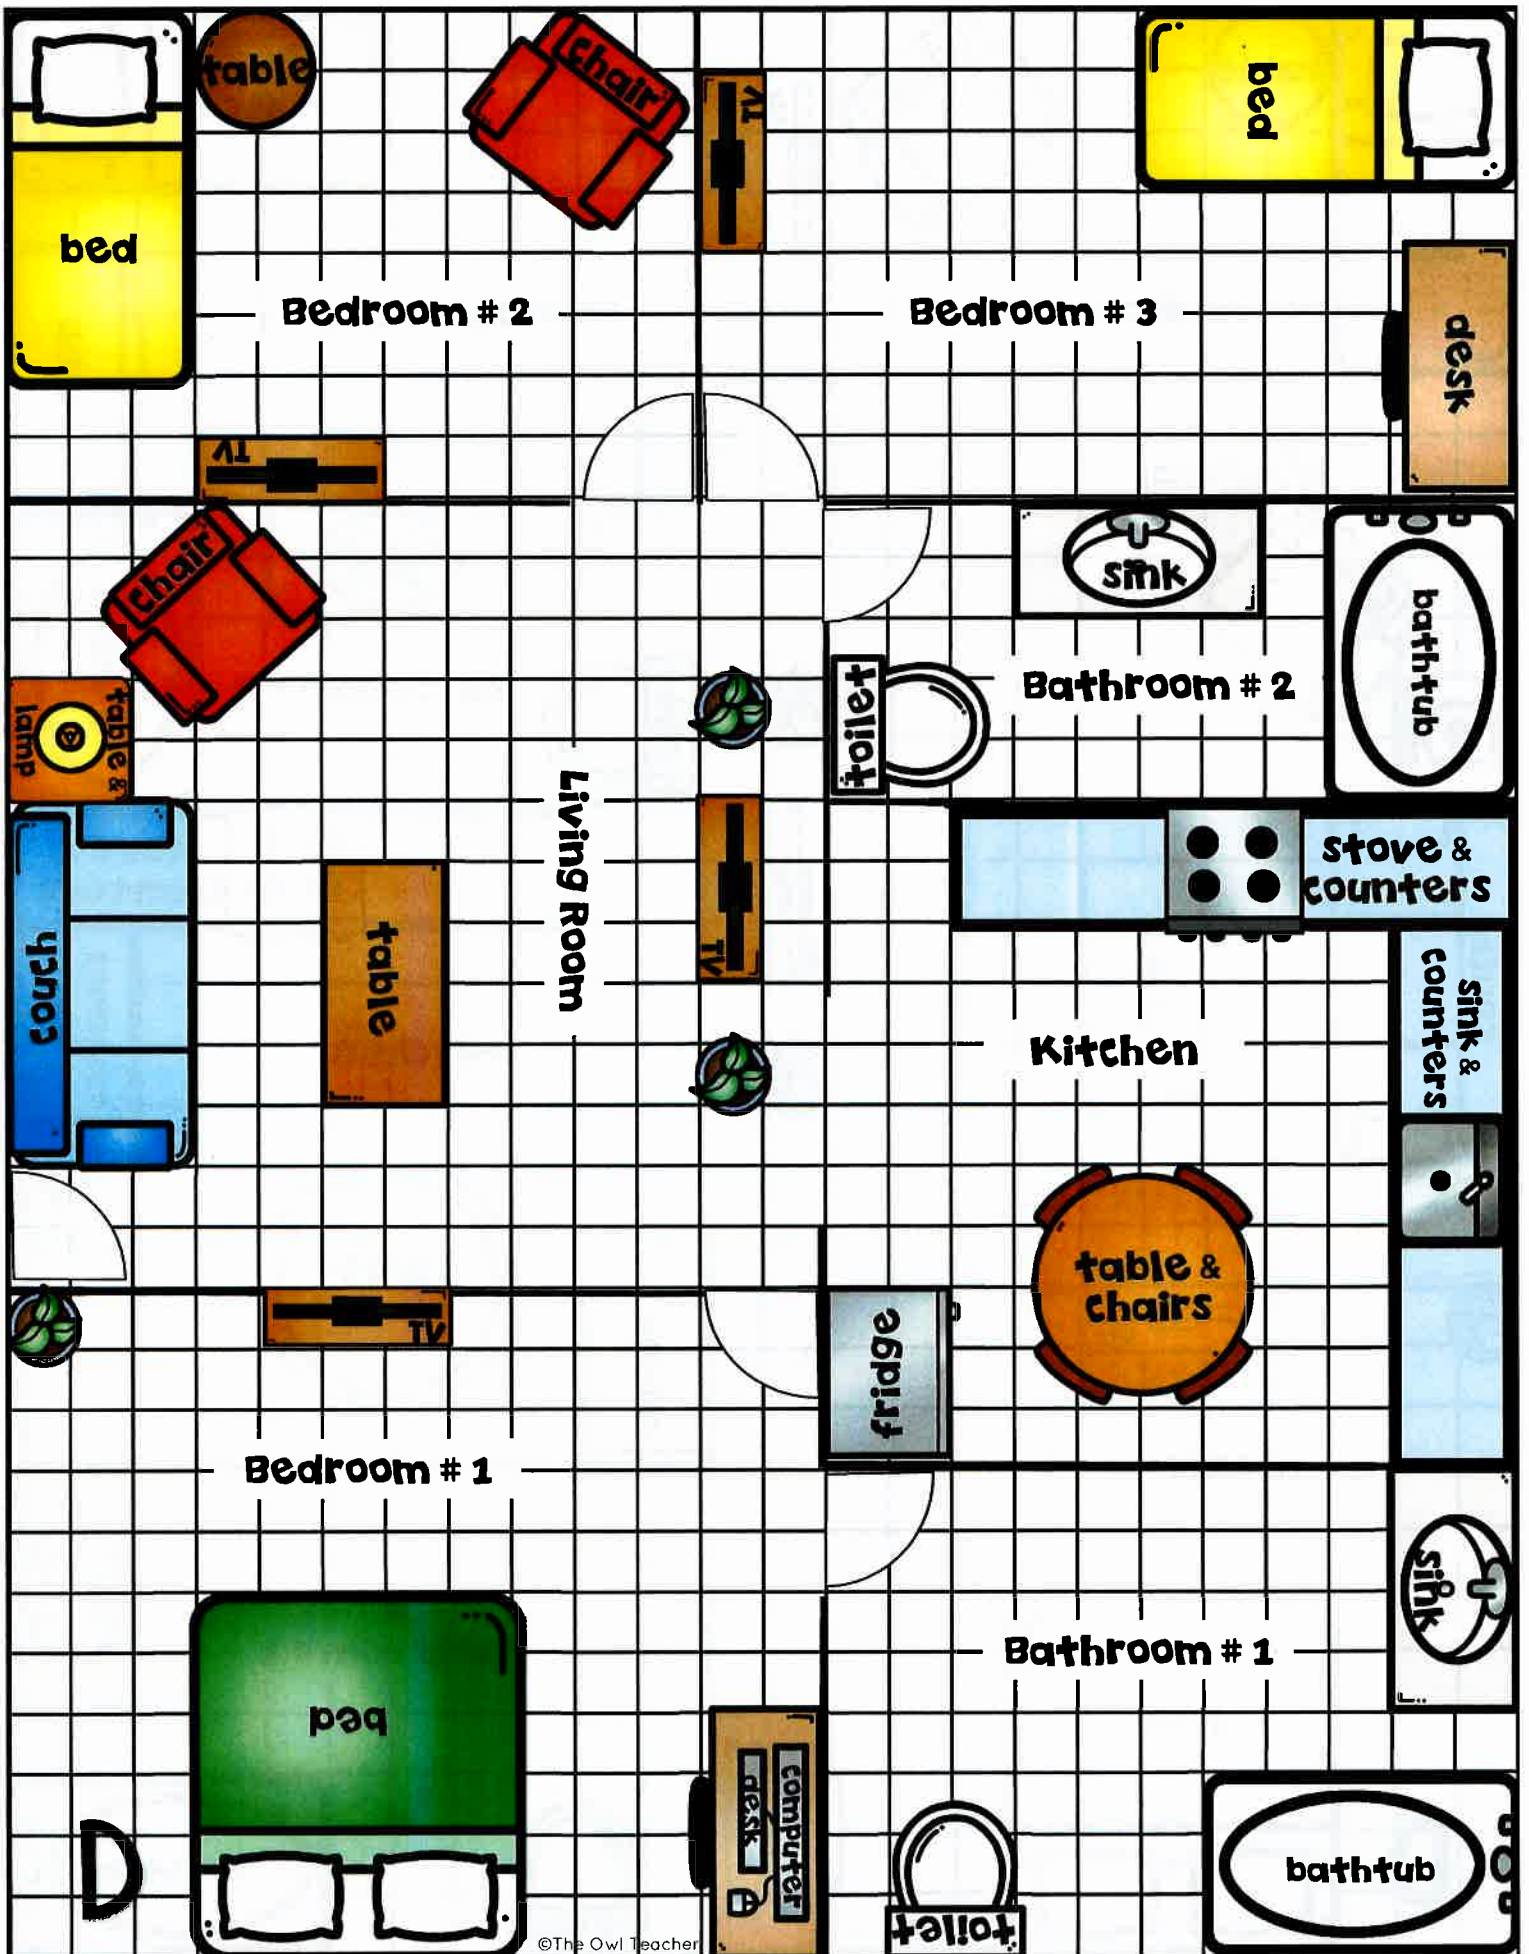 table
chair
TV
bed
bed
Bedroom # 2
Bedroom # 3
desk
TV
chair
sink
bathtub
Bathroom # 2
toilet
table &
lamp
Living Room
TV
stove &
counters
couch
table
sink &
counters
Kitchen
table &
chairs
TV
fridge
Bedroom # 1
sink
Bathroom # 1
bed
computer
desk
bathtub
toilet
©The Owl Teacher